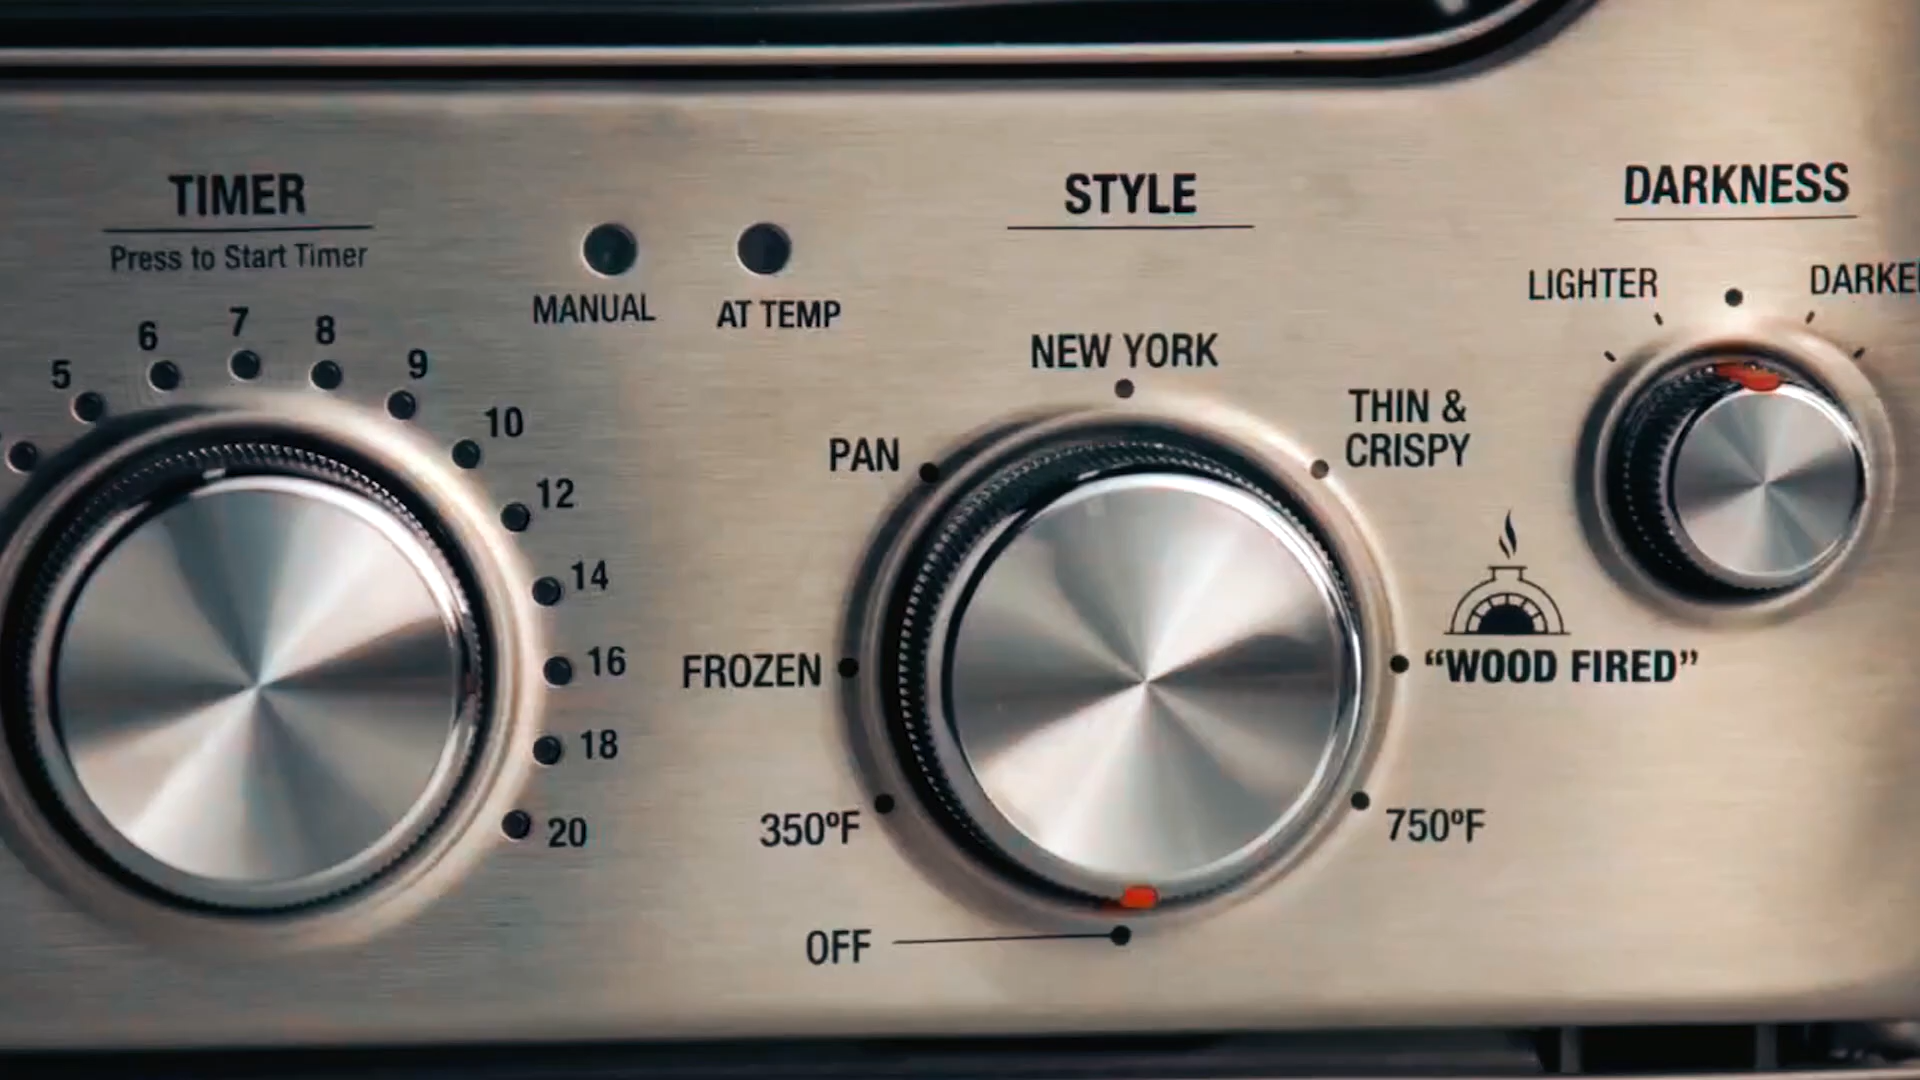 TIMER
Press to Start Timer
5
6
7
8
9
10
12
14
16
18
20
MANUAL
AT TEMP
STYLE
NEW YORK
PAN
THIN &
CRISPY
FROZEN
“WOOD FIRED”
350ºF
750ºF
OFF
DARKNESS
LIGHTER
DARKE